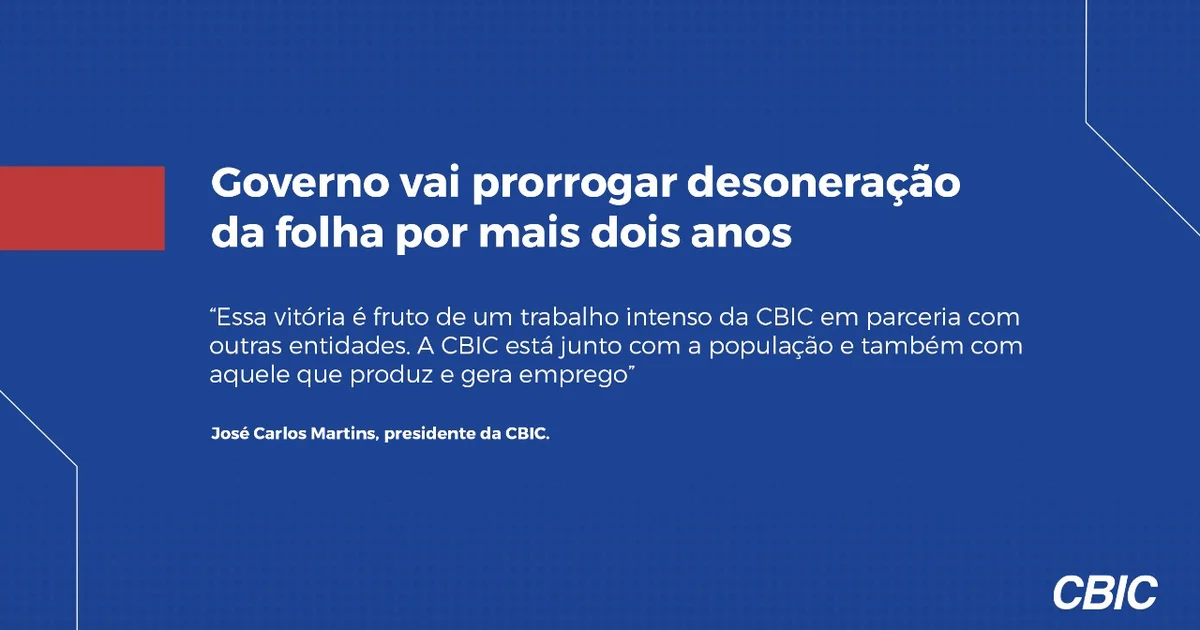 Governo vai prorrogar desoneração
da folha por mais dois anos
“Essa vitória é fruto de um trabalho intenso da CBIC em parceria com
outras entidades. A CBIC está junto com a população e também com
aquele que produz e gera emprego”
José Carlos Martins, presidente da CBIC.
CBIC